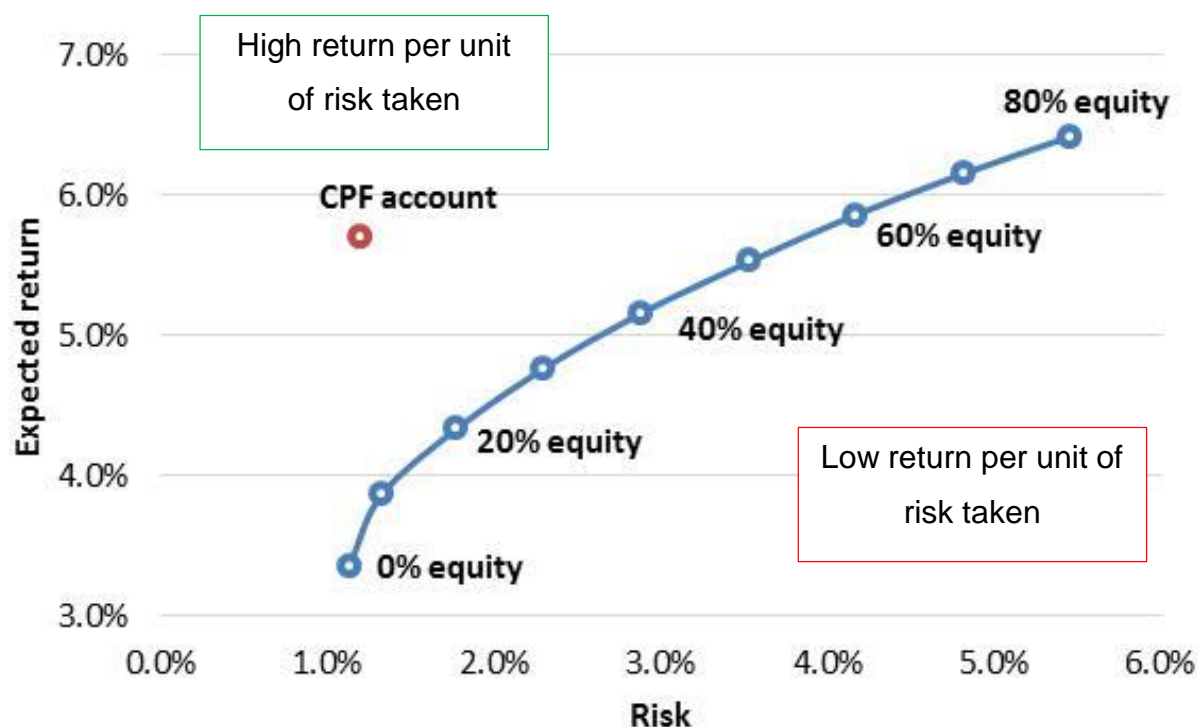 High return per unit
of risk taken
7.0%
80% equity
6.0%
CPF account
60% equity
5.0%
40% equity
Expected return
20% equity
Low return per unit of
risk taken
4.0%
0% equity
3.0%
0.0% 1.0% 2.0% 3.0% 4.0% 5.0% 6.0%
Risk